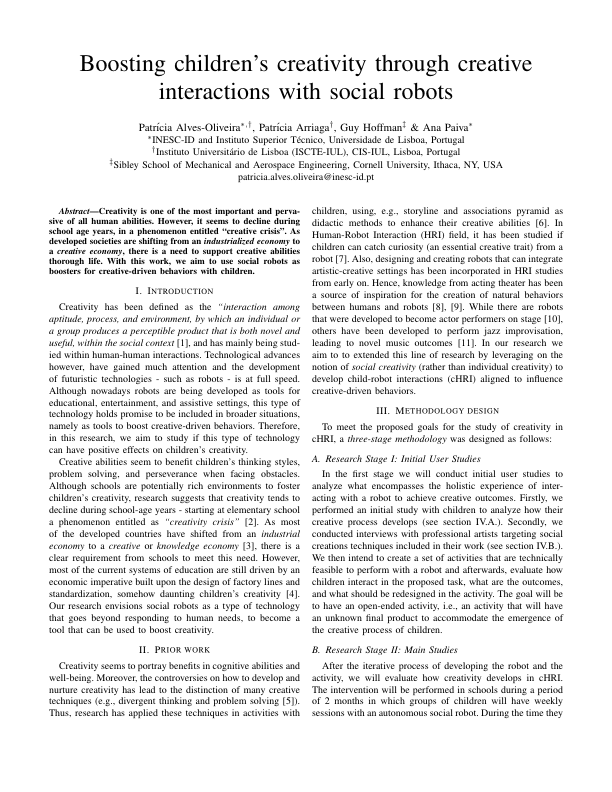 Boosting children's creativity through creative
interactions with social robots
Patrícia Alves-Oliveira*,†, Patrícia Arriaga†, Guy Hoffman‡ & Ana Paiva*
*INESC-ID and Instituto Superior Técnico, Universidade de Lisboa, Portugal
†Instituto Universitário de Lisboa (ISCTE-IUL), CIS-IUL, Lisboa, Portugal
‡Sibley School of Mechanical and Aerospace Engineering, Cornell University, Ithaca, NY, USA
patricia.alves.oliveira@inesc-id.pt
Abstract—Creativity is one of the most important and perva-
sive of all human abilities. However, it seems to decline during
school age years, in a phenomenon entitled “creative crisis”. As
developed societies are shifting from an industrialized economy to
a creative economy, there is a need to support creative abilities
thorough life. With this work, we aim to use social robots as
boosters for creative-driven behaviors with children.
I. INTRODUCTION
Creativity has been defined as the “interaction among
aptitude, process, and environment, by which an individual or
a group produces a perceptible product that is both novel and
useful, within the social context [1], and has mainly being stud-
ied within human-human interactions. Technological advances
however, have gained much attention and the development
of futuristic technologies - such as robots - is at full speed.
Although nowadays robots are being developed as tools for
educational, entertainment, and assistive settings, this type of
technology holds promise to be included in broader situations,
namely as tools to boost creative-driven behaviors. Therefore,
in this research, we aim to study if this type of technology
can have positive effects on children's creativity.
Creative abilities seem to benefit children's thinking styles,
problem solving, and perseverance when facing obstacles.
Although schools are potentially rich environments to foster
children's creativity, research suggests that creativity tends to
decline during school-age years - starting at elementary school
a phenomenon entitled as “creativity crisis” [2]. As most
of the developed countries have shifted from an industrial
economy to a creative or knowledge economy [3], there is a
clear requirement from schools to meet this need. However,
most of the current systems of education are still driven by an
economic imperative built upon the design of factory lines and
standardization, somehow daunting children's creativity [4].
Our research envisions social robots as a type of technology
that goes beyond responding to human needs, to become a
tool that can be used to boost creativity.
II. PRIOR WORK
Creativity seems to portray benefits in cognitive abilities and
well-being. Moreover, the controversies on how to develop and
nurture creativity has lead to the distinction of many creative
techniques (e.g., divergent thinking and problem solving [5]).
Thus, research has applied these techniques in activities with
children, using, e.g., storyline and associations pyramid as
didactic methods to enhance their creative abilities [6]. In
Human-Robot Interaction (HRI) field, it has been studied if
children can catch curiosity (an essential creative trait) from a
robot [7]. Also, designing and creating robots that can integrate
artistic-creative settings has been incorporated in HRI studies
from early on. Hence, knowledge from acting theater has been
a source of inspiration for the creation of natural behaviors
between humans and robots [8], [9]. While there are robots
that were developed to become actor performers on stage [10],
others have been developed to perform jazz improvisation,
leading to novel music outcomes [11]. In our research we
aim to to extended this line of research by leveraging on the
notion of social creativity (rather than individual creativity) to
develop child-robot interactions (cHRI) aligned to influence
creative-driven behaviors.
III. METHODOLOGY DESIGN
To meet the proposed goals for the study of creativity in
cHRI, a three-stage methodology was designed as follows:
A. Research Stage I: Initial User Studies
In the first stage we will conduct initial user studies to
analyze what encompasses the holistic experience of inter-
acting with a robot to achieve creative outcomes. Firstly, we
performed an initial study with children to analyze how their
creative process develops (see section IV.A.). Secondly, we
conducted interviews with professional artists targeting social
creations techniques included in their work (see section IV.B.).
We then intend to create a set of activities that are technically
feasible to perform with a robot and afterwards, evaluate how
children interact in the proposed task, what are the outcomes,
and what should be redesigned in the activity. The goal will be
to have an open-ended activity, i.e., an activity that will have
an unknown final product to accommodate the emergence of
the creative process of children.
B. Research Stage II: Main Studies
After the iterative process of developing the robot and the
activity, we will evaluate how creativity develops in cHRI.
The intervention will be performed in schools during a period
of 2 months in which groups of children will have weekly
sessions with an autonomous social robot. During the time they